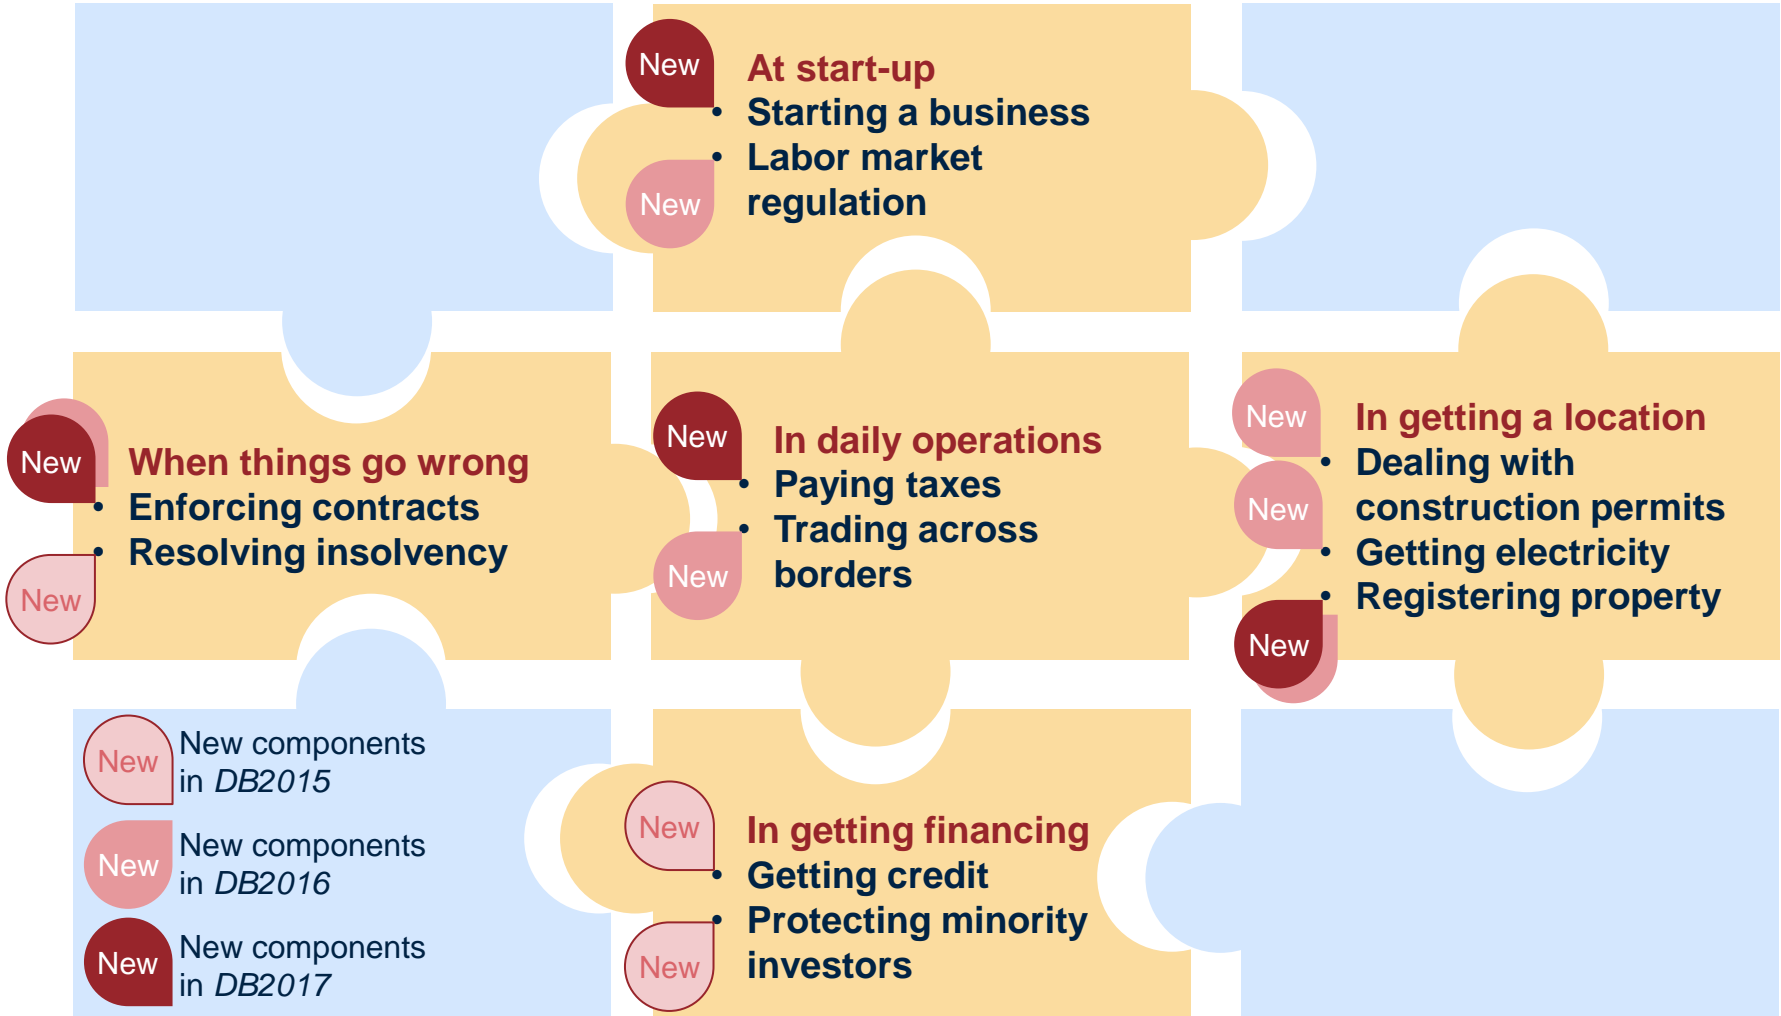 New
At start-up
• Starting a business
• Labor market
regulation
New
New
When things go wrong
• Enforcing contracts
• Resolving insolvency
New
New
In daily operations
• Paying taxes
• Trading across
borders
New
New
In getting a location
• Dealing with
construction permits
New
• Getting electricity
• Registering property
New
New
New components
in DB2015
New
New components
in DB2016
New
New components
in DB2017
New
In getting financing
• Getting credit
• Protecting minority
investors
New